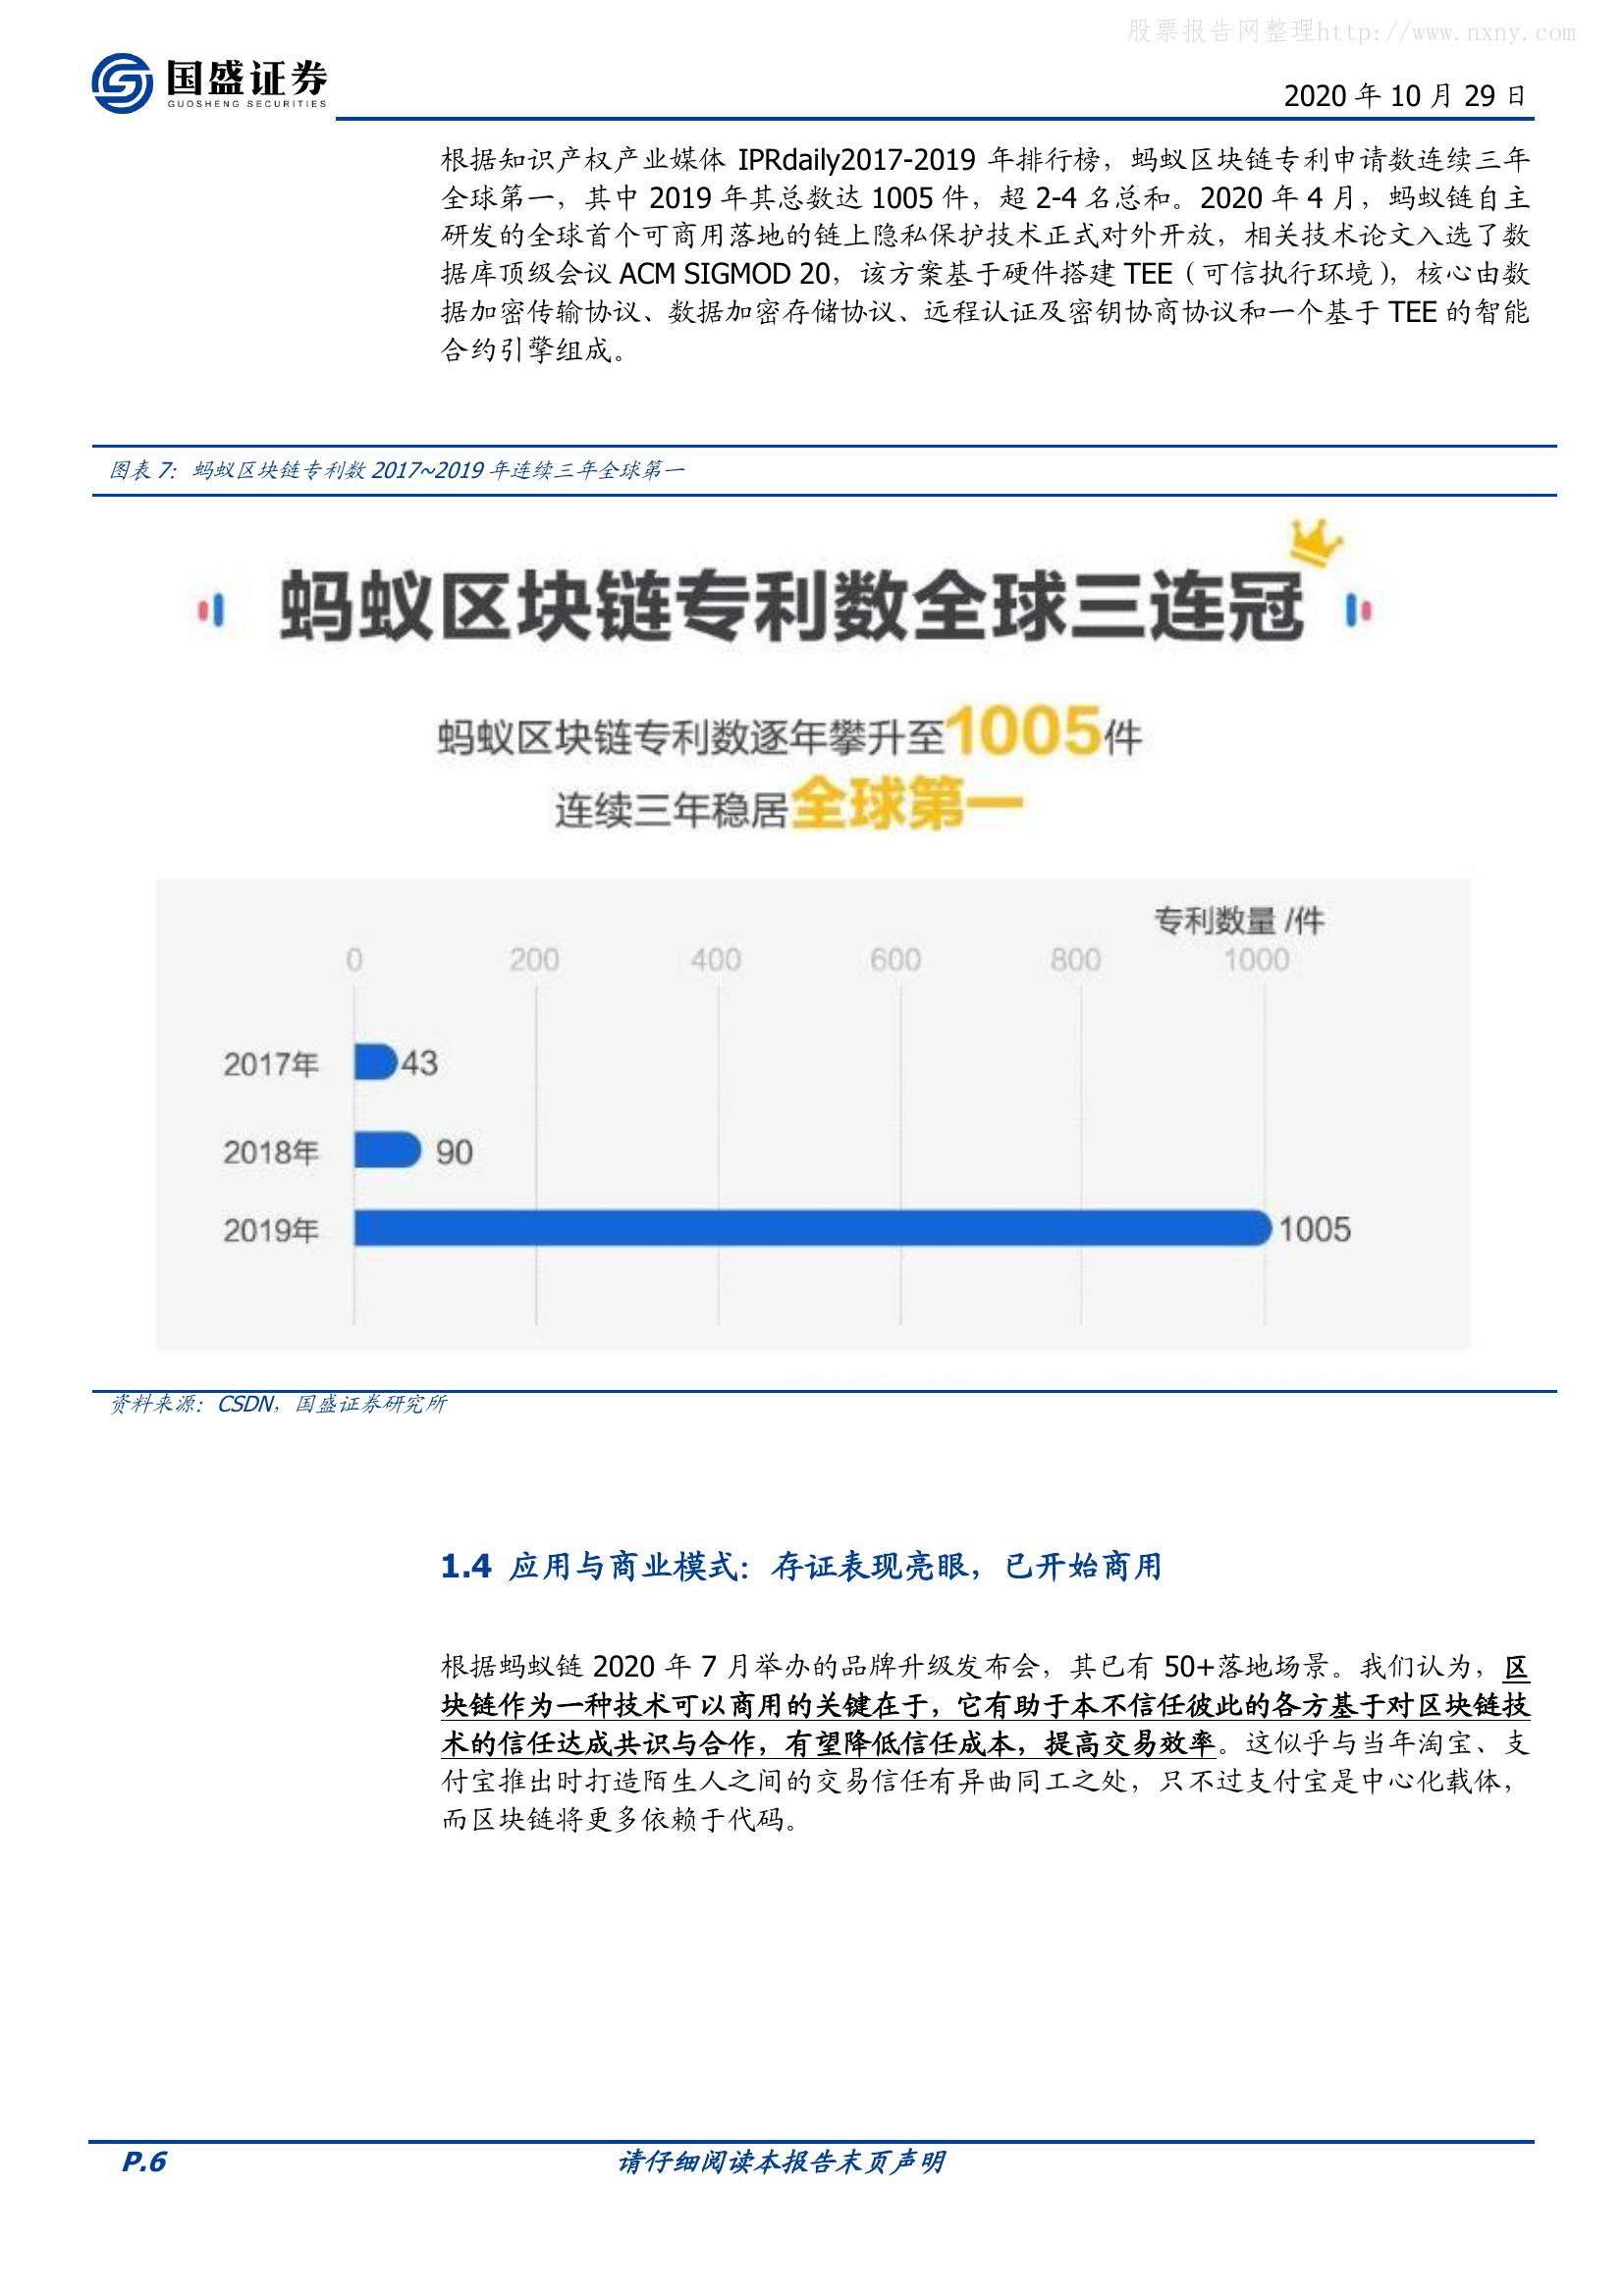 股票报告网整理http://www.nxny.com
国盛证券
GUOSHENG SECURITIES
2020 年 10 月 29 日
根据知识产权产业媒体 IPRdaily2017-2019 年排行榜，蚂蚁区块链专利申请数连续三年
全球第一，其中 2019 年其总数达 1005 件，超 2-4 名总和。2020 年 4 月，蚂蚁链自主
研发的全球首个可商用落地的链上隐私保护技术正式对外开放，相关技术论文入选了数
据库顶级会议 ACM SIGMOD 20，该方案基于硬件搭建 TEE（可信执行环境），核心由数
据加密传输协议、数据加密存储协议、远程认证及密钥协商协议和一个基于 TEE 的智能
合约引擎组成。
图表 7：蚂蚁区块链专利数 2017~2019 年连续三年全球第一
蚂蚁区块链专利数全球三连冠
蚂蚁区块链专利数逐年攀升至1005件
连续三年稳居全球第一
专利数量 /件
0 200 400 600 800 1000
2017年 43
2018年 90
2019年 1005
资料来源：CSDN，国盛证券研究所
1.4 应用与商业模式：存证表现亮眼，已开始商用
根据蚂蚁链 2020 年 7 月举办的品牌升级发布会，其已有 50+落地场景。我们认为，区
块链作为一种技术可以商用的关键在于，它有助于本不信任彼此的各方基于对区块链技
术的信任达成共识与合作，有望降低信任成本，提高交易效率。这似乎与当年淘宝、支
付宝推出时打造陌生人之间的交易信任有异曲同工之处，只不过支付宝是中心化载体，
而区块链将更多依赖于代码。
P.6 请仔细阅读本报告末页声明